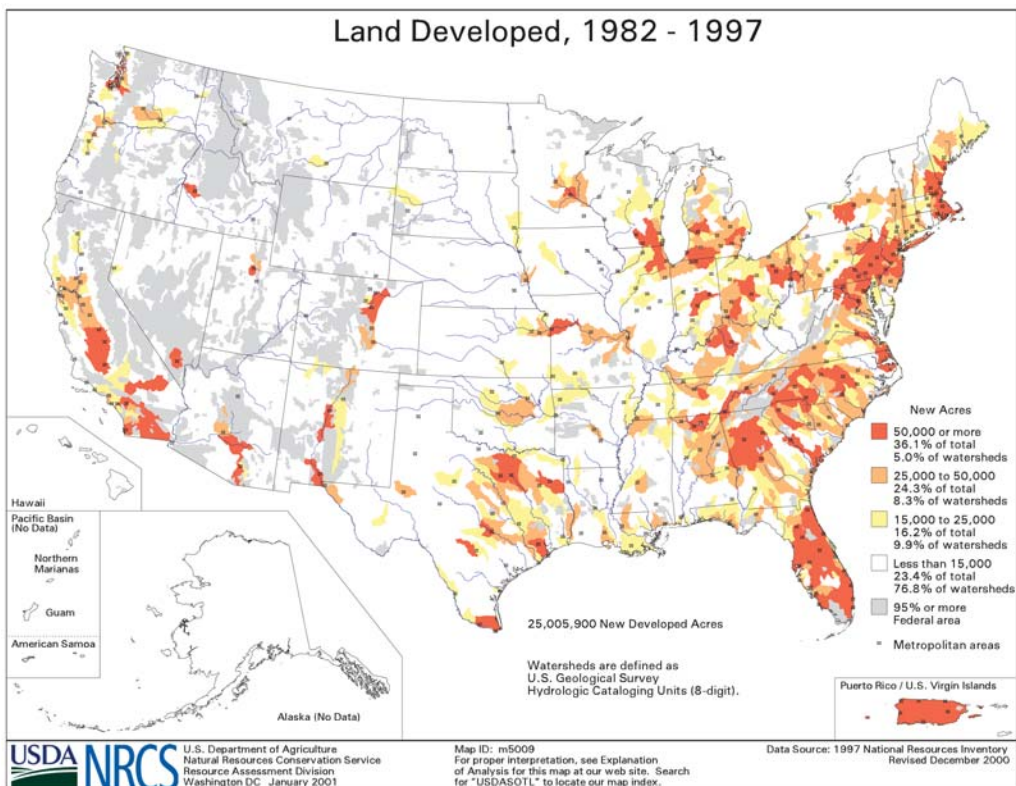 Land Developed, 1982 - 1997
New Acres
50,000 or more
36.1% of total
5.0% of watersheds
25,000 to 50,000
24.3% of total
8.3% of watersheds
15,000 to 25,000
16.2% of total
9.9% of watersheds
Less than 15,000
23.4% of total
76.8% of watersheds
95% or more
Federal area
Metropolitan areas
Hawaii
Pacific Basin
(No Data)
Northern
Marianas
Guam
American Samoa
Alaska (No Data)
25,005,900 New Developed Acres
Watersheds are defined as
U.S. Geological Survey
Hydrologic Cataloging Units (8-digit).
Puerto Rico / U.S. Virgin Islands
USDA NRCS
U.S. Department of Agriculture
Natural Resources Conservation Service
Resource Assessment Division
Washington DC January 2001
Map ID: m5009
For proper interpretation, see Explanation
of Analysis for this map at our web site. Search
for "USDASOTL" to locate our map index.
Data Source: 1997 National Resources Inventory
Revised December 2000